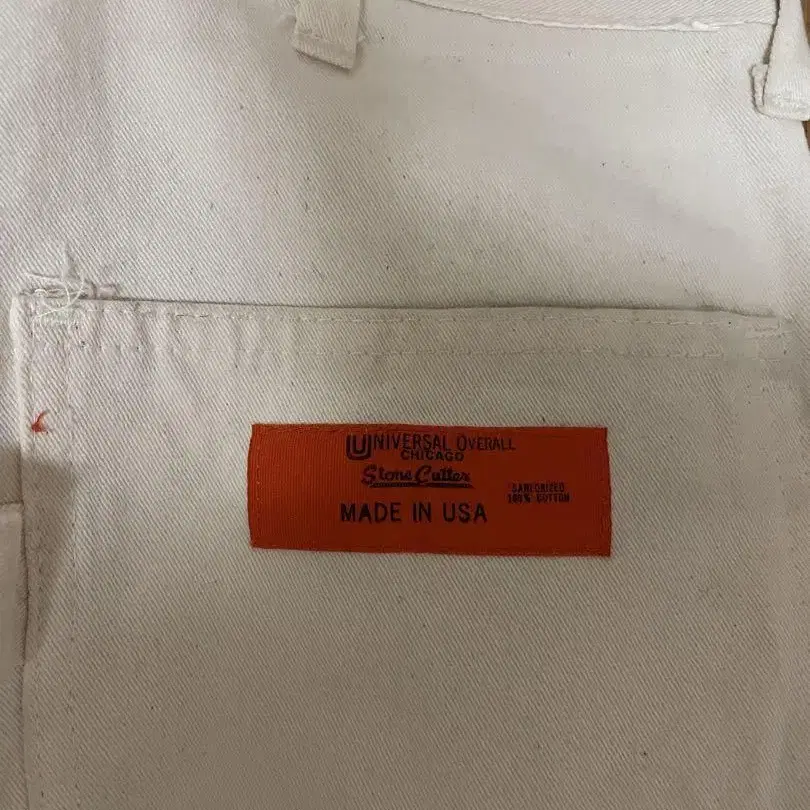 UNIVERSAL OVERALL
CHICAGO
Stone Cutter
MADE IN USA
SANFORIZED
100% COTTON